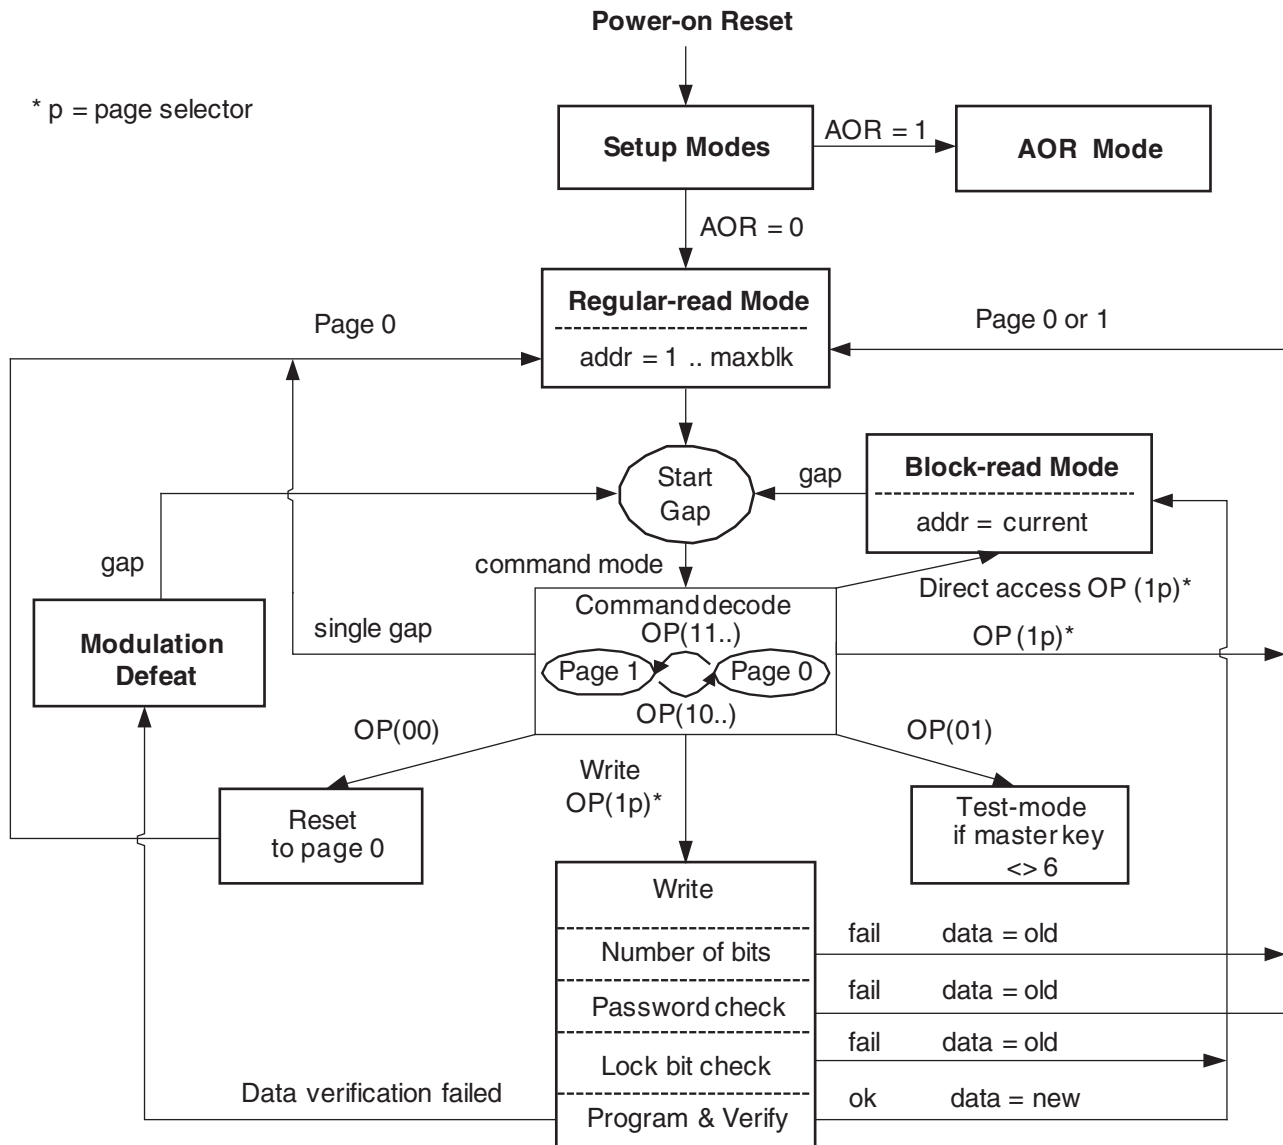 Power-on Reset
* p = page selector
Setup Modes
AOR = 1
AOR Mode
AOR = 0
Regular-read Mode
addr = 1 .. maxblk
Page 0
Page 0 or 1
Start
Gap
gap
Block-read Mode
addr = current
gap
command mode
Direct access OP (1p)*
Modulation
Defeat
single gap
Command decode
OP(11..)
Page 1
Page 0
OP(10..)
OP (1p)*
OP(00)
Write
OP(1p)*
OP(01)
Reset
to page 0
Test-mode
if master key
<> 6
Write
Number of bits
fail data = old
Password check
fail data = old
Lock bit check
fail data = old
Data verification failed
Program & Verify
ok data = new